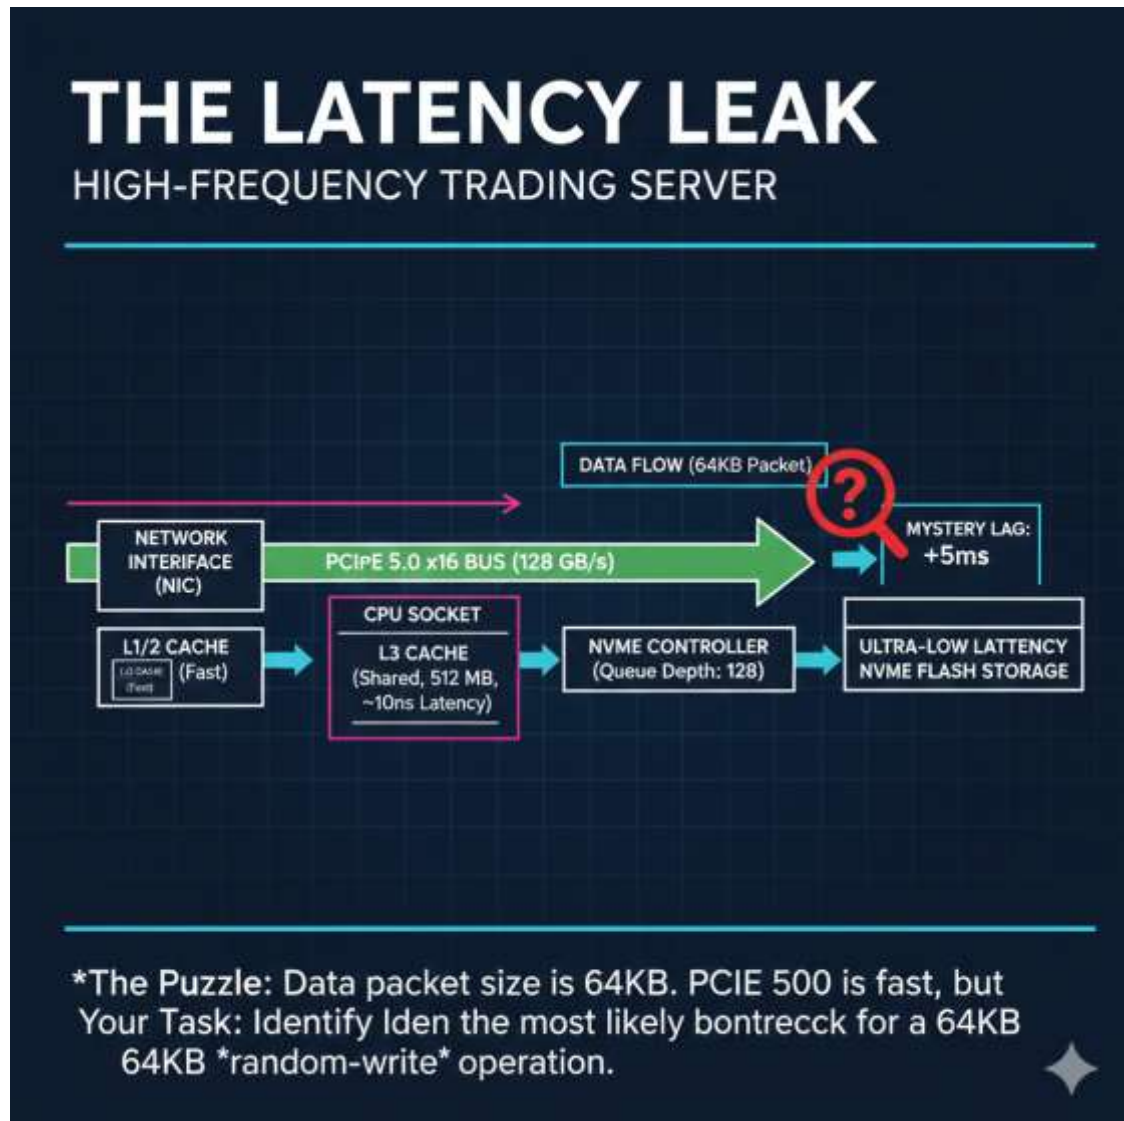 THE LATENCY LEAK
HIGH-FREQUENCY TRADING SERVER
DATA FLOW (64KB Packet)
?
MYSTERY LAG:
+5ms
NETWORK
INTERIFACE
(NIC)
PCIPE 5.0 x16 BUS (128 GB/s)
L1/2 CACHE
(Fast)
CPU SOCKET
L3 CACHE
(Shared, 512 MB,
~10ns Latency)
NVME CONTROLLER
(Queue Depth: 128)
ULTRA-LOW LATTENCY
NVME FLASH STORAGE
*The Puzzle: Data packet size is 64KB. PCIE 500 is fast, but
Your Task: Identify Iden the most likely bontrecck for a 64KB
64KB *random-write* operation.